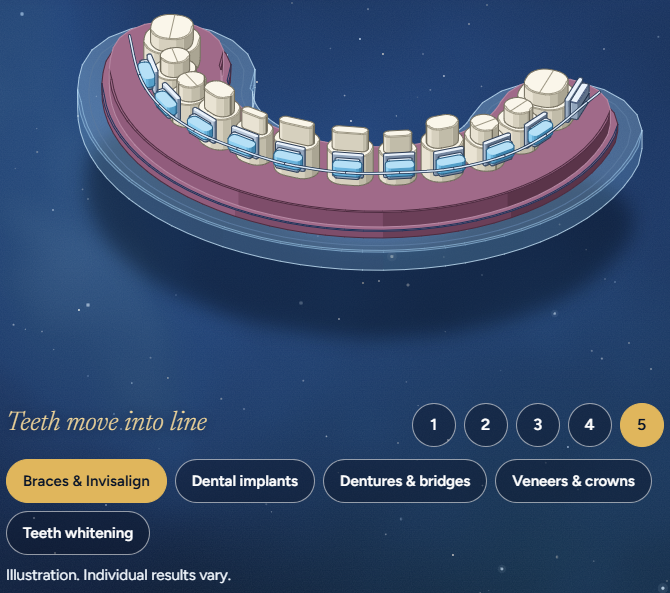 Teeth move into line
1 2 3 4 5
Braces & Invisalign Dental implants Dentures & bridges Veneers & crowns
Teeth whitening
Illustration. Individual results vary.